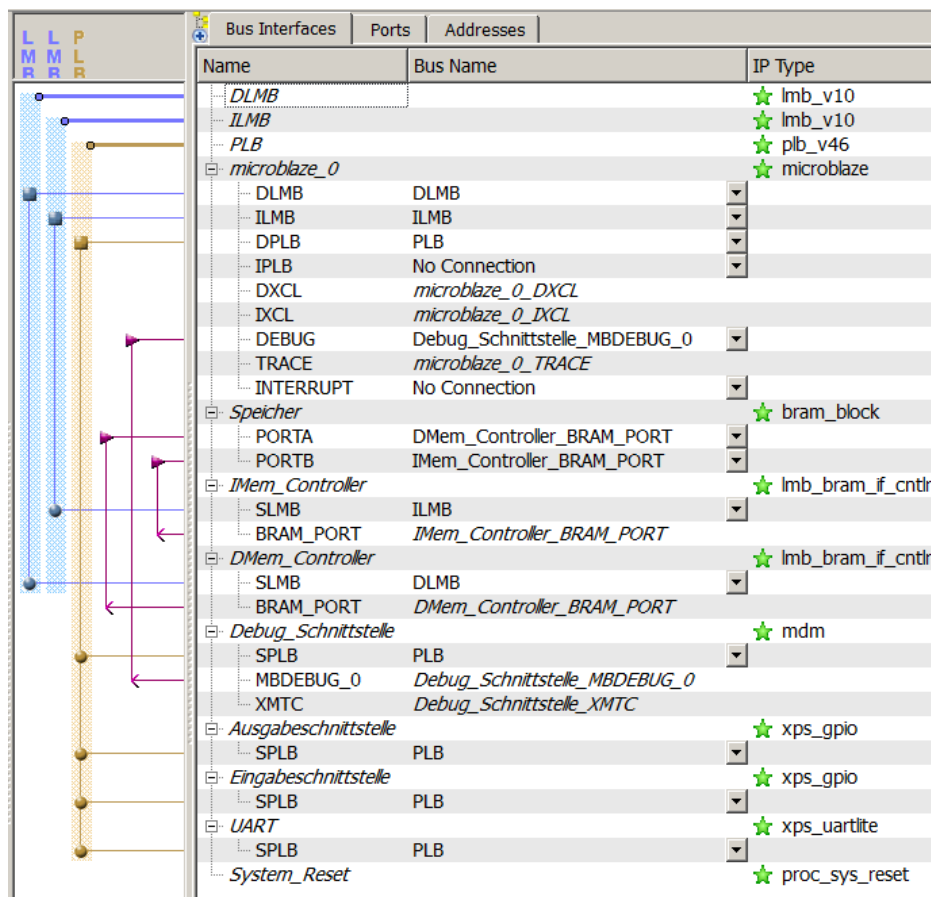 L L P
M M L
B B B
Bus Interfaces Ports Addresses
Name Bus Name IP Type
DLMB lmb_v10
ILMB lmb_v10
PLB plb_v46
microblaze_0 microblaze
DLMB DLMB
ILMB ILMB
DPLB PLB
IPLB No Connection
DXCL microblaze_0_DXCL
IXCL microblaze_0_IXCL
DEBUG Debug_Schnittstelle_MBDEBUG_0
TRACE microblaze_0_TRACE
INTERRUPT No Connection
Speicher bram_block
PORTA DMem_Controller_BRAM_PORT
PORTB IMem_Controller_BRAM_PORT
IMem_Controller lmb_bram_if_cntlr
SLMB ILMB
BRAM_PORT IMem_Controller_BRAM_PORT
DMem_Controller lmb_bram_if_cntlr
SLMB DLMB
BRAM_PORT DMem_Controller_BRAM_PORT
Debug_Schnittstelle mdm
SPLB PLB
MBDEBUG_0 Debug_Schnittstelle_MBDEBUG_0
XMTC Debug_Schnittstelle_XMTC
Ausgabeschnittstelle xps_gpio
SPLB PLB
Eingabeschnittstelle xps_gpio
SPLB PLB
UART xps_uartlite
SPLB PLB
System_Reset proc_sys_reset